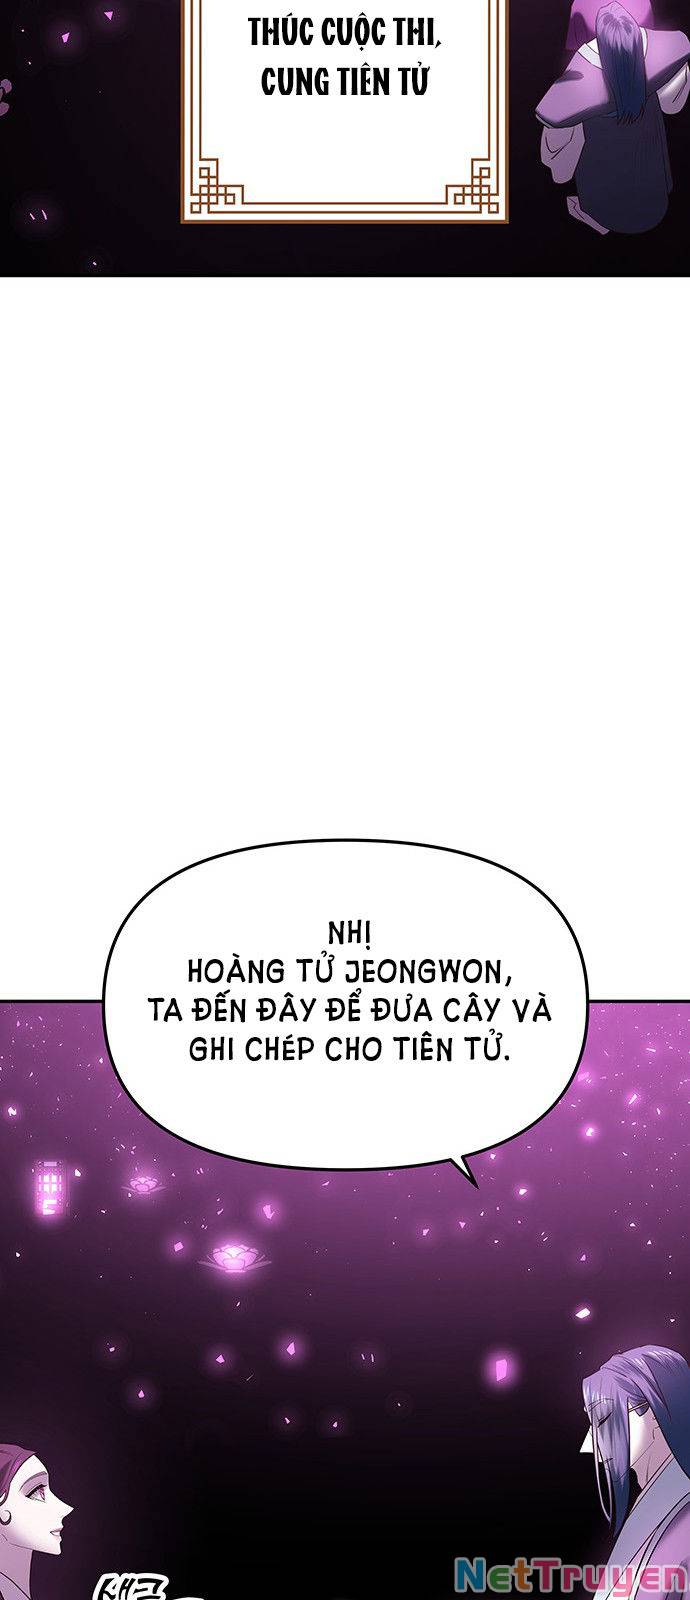 THÚC CUỘC THI,
CUNG TIÊN TỬ
NHỊ
HOÀNG TỬ JEONGWON,
TA ĐẾN ĐÂY ĐỂ ĐƯA CÂY VÀ
GHI CHÉP CHO TIÊN TỬ.
NetTruyen